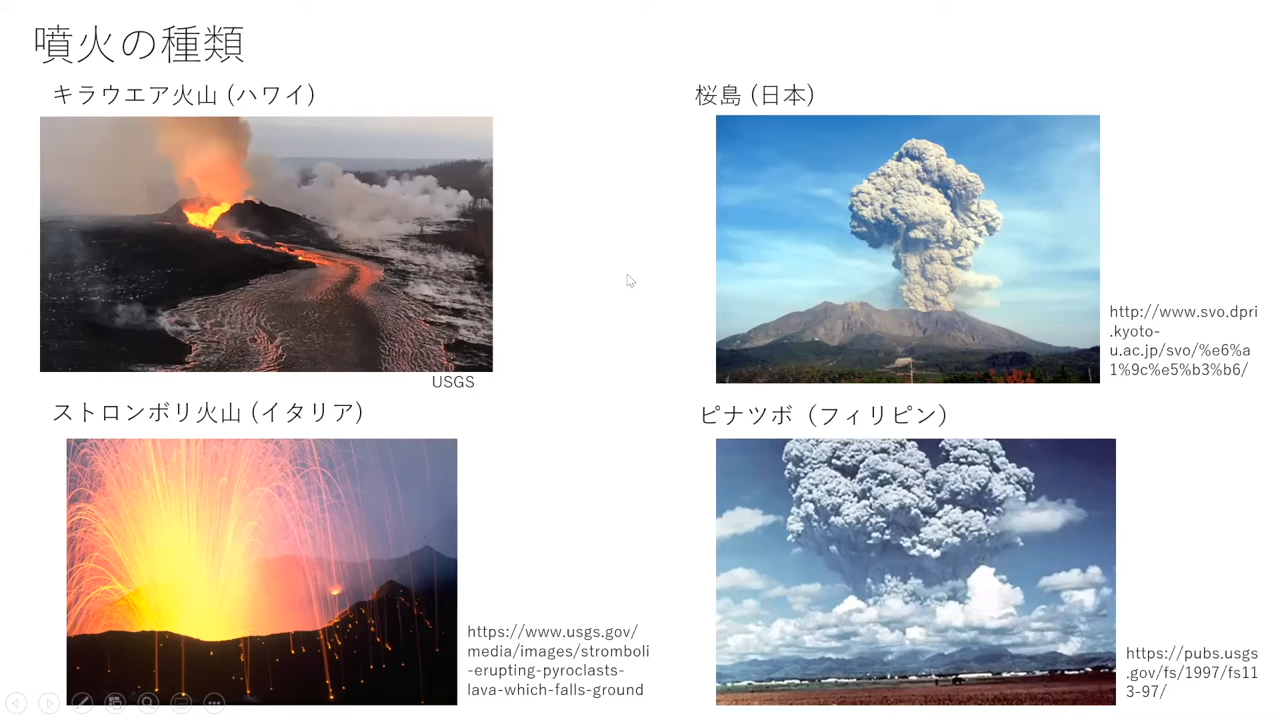 噴火の種類
キラウエア火山 (ハワイ)
USGS
ストロンボリ火山 (イタリア)
https://www.usgs.gov/
media/images/stromboli
-erupting-pyroclasts-
lava-which-falls-ground
桜島 (日本)
http://www.svo.dpri
.kyoto-
u.ac.jp/svo/%e6%a
1%9c%e5%b3%b6/
ピナツボ（フィリピン）
https://pubs.usgs
.gov/fs/1997/fs11
3-97/